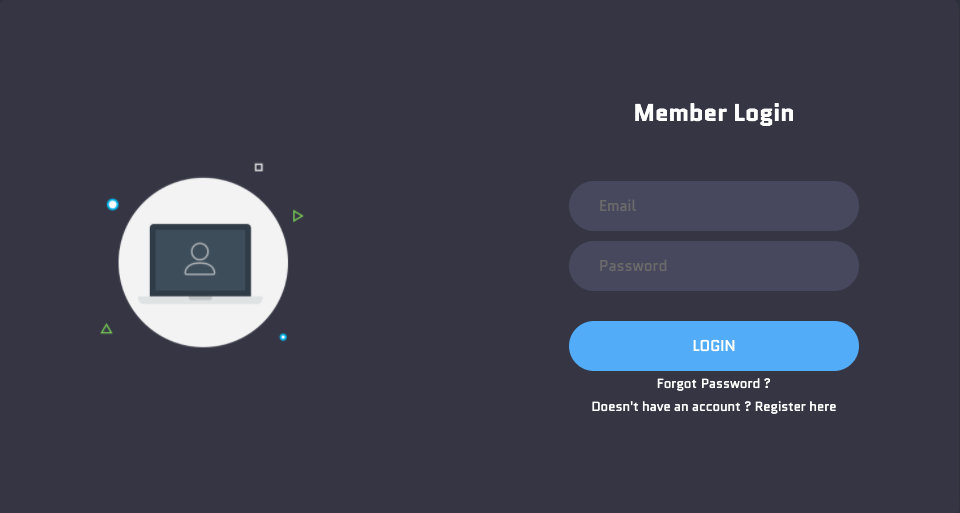 Member Login
Email
Password
LOGIN
Forgot Password ?
Doesn't have an account ? Register here